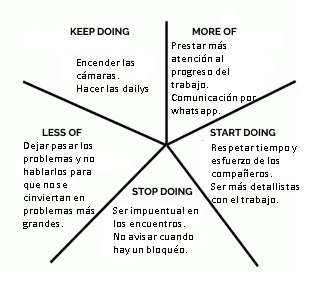 KEEP DOING
Encender las
cámaras.
Hacer las dailys
MORE OF
Prestar más
atención al
progreso del
trabajo.
Comunicación por
whatsapp.
LESS OF
Dejar pasar los
problemas y no
hablarlos para
que no se
cinviertan en
problemas más
grandes.
START DOING
Respetar tiempo y
esfuerzo de los
compañeros.
Ser más detallistas
con el trabajo.
STOP DOING
Ser impuentual en
los encuentros.
No avisar cuando
hay un bloquéo.